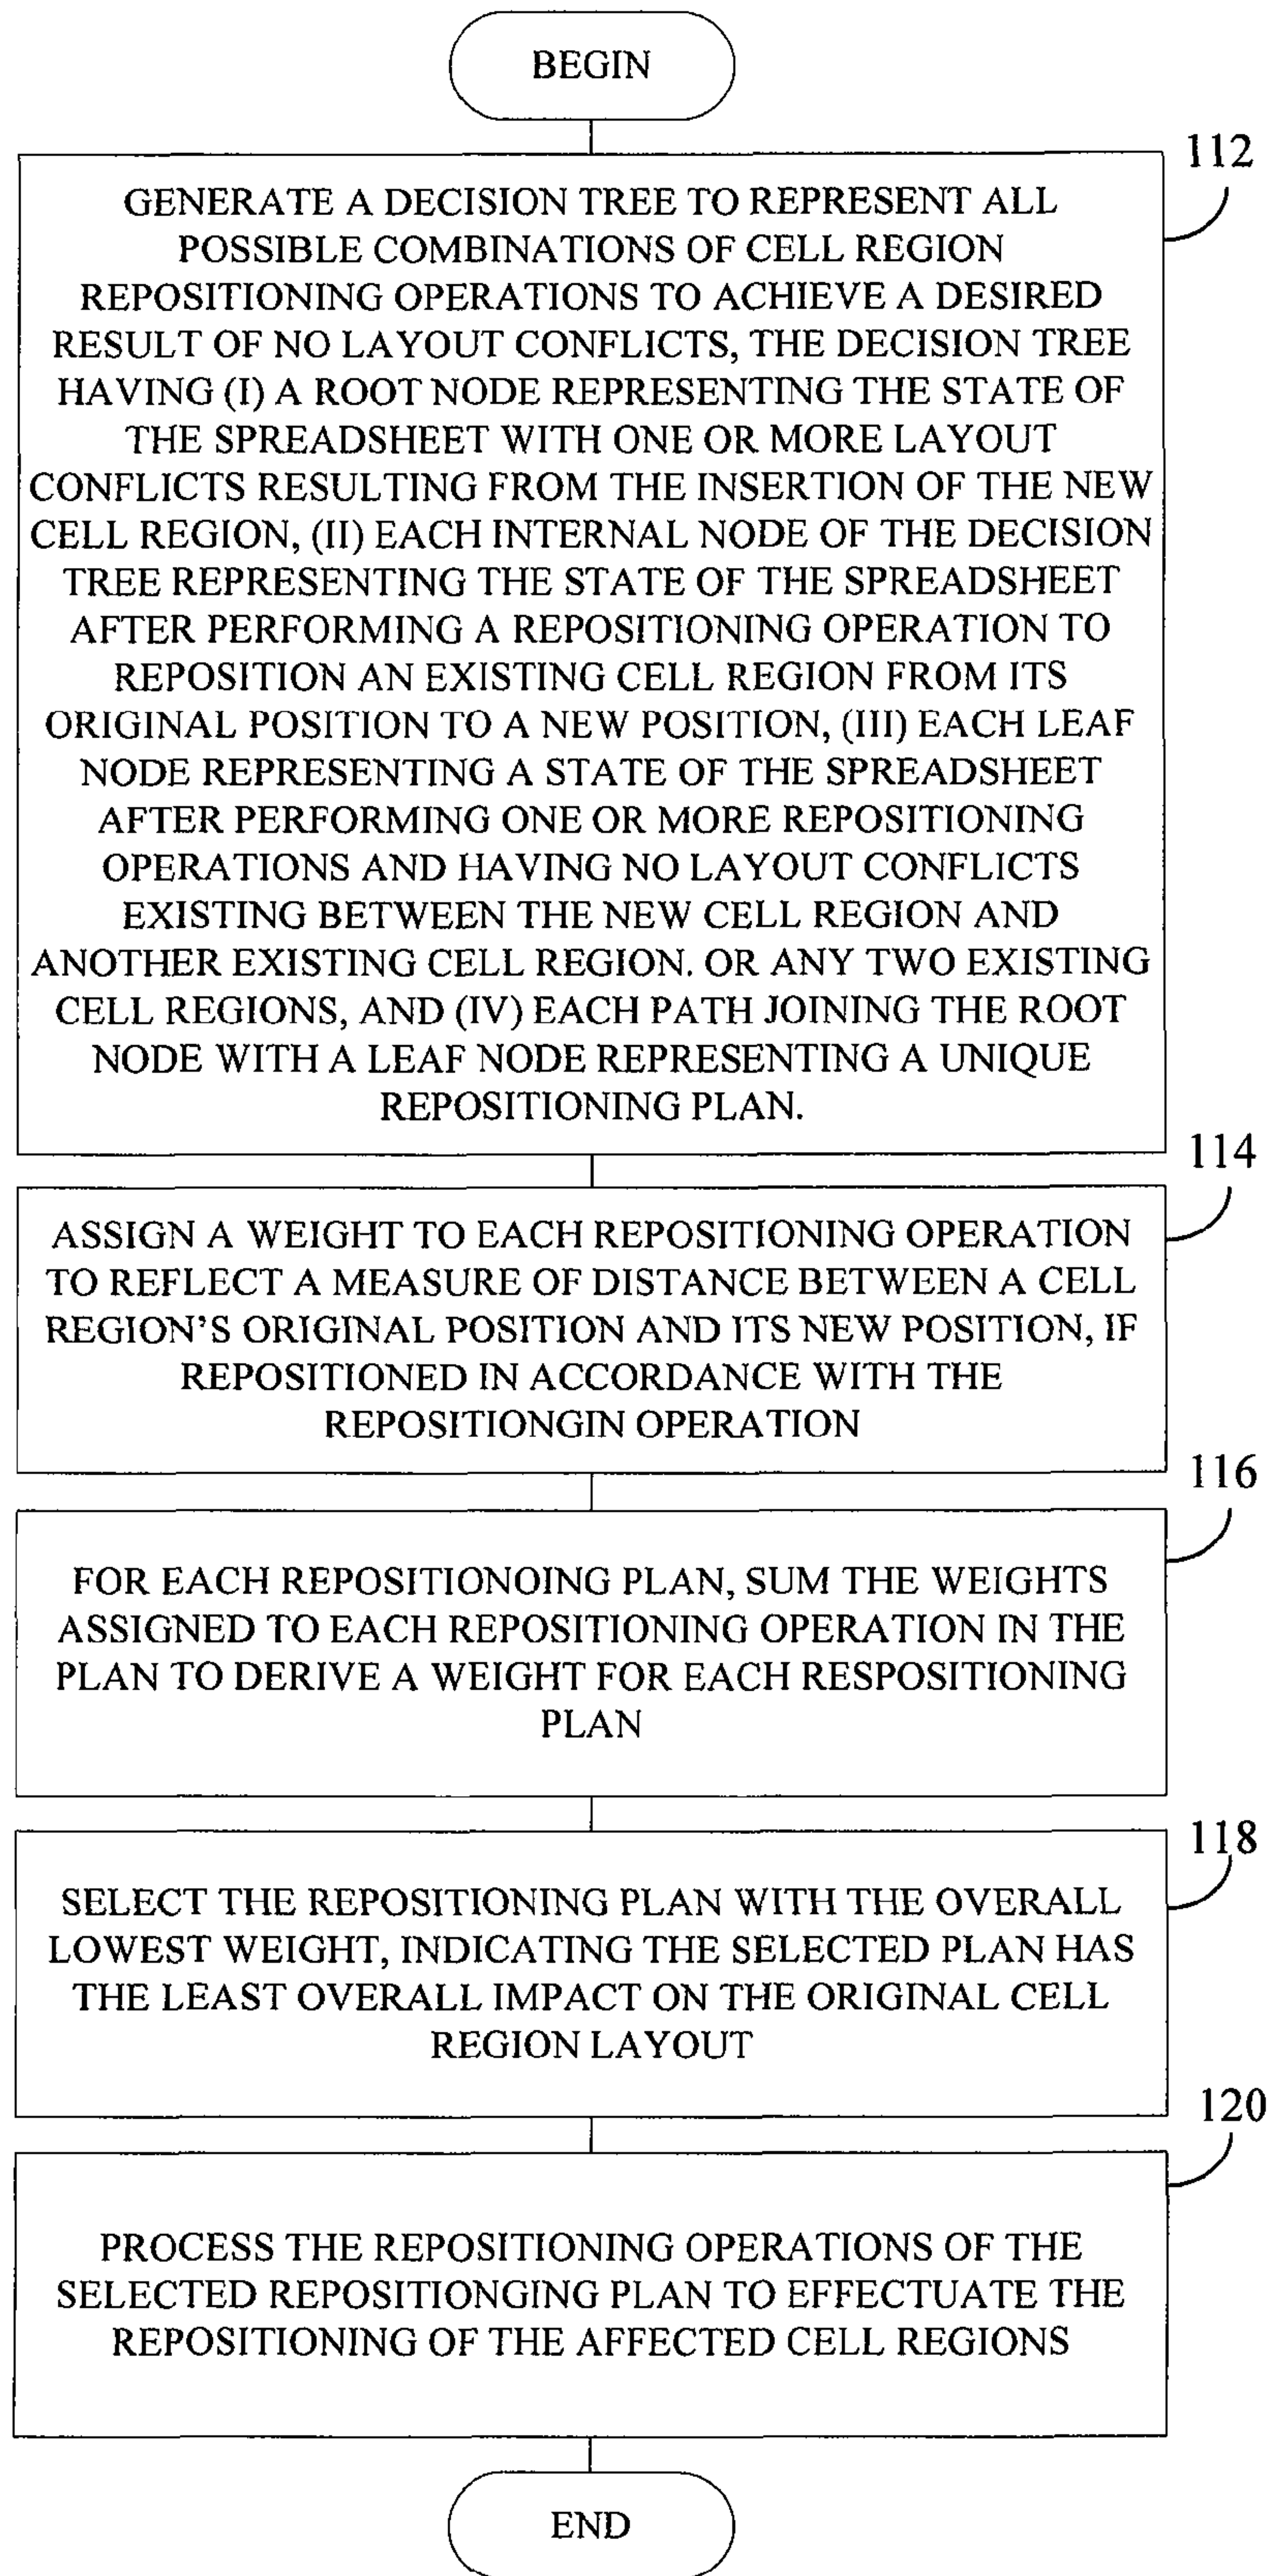 BEGIN
112
GENERATE A DECISION TREE TO REPRESENT ALL
POSSIBLE COMBINATIONS OF CELL REGION
REPOSITIONING OPERATIONS TO ACHIEVE A DESIRED
RESULT OF NO LAYOUT CONFLICTS, THE DECISION TREE
HAVING (I) A ROOT NODE REPRESENTING THE STATE OF
THE SPREADSHEET WITH ONE OR MORE LAYOUT
CONFLICTS RESULTING FROM THE INSERTION OF THE NEW
CELL REGION, (II) EACH INTERNAL NODE OF THE DECISION
TREE REPRESENTING THE STATE OF THE SPREADSHEET
AFTER PERFORMING A REPOSITIONING OPERATION TO
REPOSITION AN EXISTING CELL REGION FROM ITS
ORIGINAL POSITION TO A NEW POSITION, (III) EACH LEAF
NODE REPRESENTING A STATE OF THE SPREADSHEET
AFTER PERFORMING ONE OR MORE REPOSITIONING
OPERATIONS AND HAVING NO LAYOUT CONFLICTS
EXISTING BETWEEN THE NEW CELL REGION AND
ANOTHER EXISTING CELL REGION. OR ANY TWO EXISTING
CELL REGIONS, AND (IV) EACH PATH JOINING THE ROOT
NODE WITH A LEAF NODE REPRESENTING A UNIQUE
REPOSITIONING PLAN.
114
ASSIGN A WEIGHT TO EACH REPOSITIONING OPERATION
TO REFLECT A MEASURE OF DISTANCE BETWEEN A CELL
REGION'S ORIGINAL POSITION AND ITS NEW POSITION, IF
REPOSITIONED IN ACCORDANCE WITH THE
REPOSITIONGIN OPERATION
116
FOR EACH REPOSITIONOING PLAN, SUM THE WEIGHTS
ASSIGNED TO EACH REPOSITIONING OPERATION IN THE
PLAN TO DERIVE A WEIGHT FOR EACH RESPOSITIONING
PLAN
118
SELECT THE REPOSITIONING PLAN WITH THE OVERALL
LOWEST WEIGHT, INDICATING THE SELECTED PLAN HAS
THE LEAST OVERALL IMPACT ON THE ORIGINAL CELL
REGION LAYOUT
120
PROCESS THE REPOSITIONING OPERATIONS OF THE
SELECTED REPOSITIONGING PLAN TO EFFECTUATE THE
REPOSITIONING OF THE AFFECTED CELL REGIONS
END